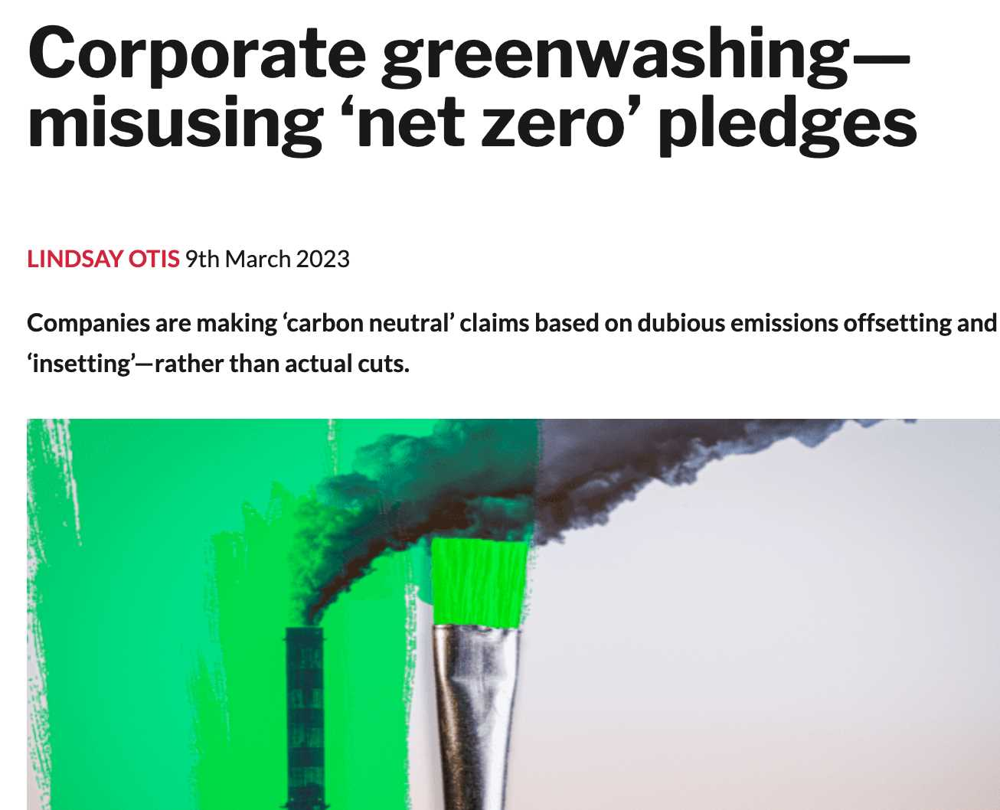 Corporate greenwashing—
misusing ‘net zero’ pledges
LINDSAY OTIS 9th March 2023
Companies are making ‘carbon neutral’ claims based on dubious emissions offsetting and
‘insetting’—rather than actual cuts.